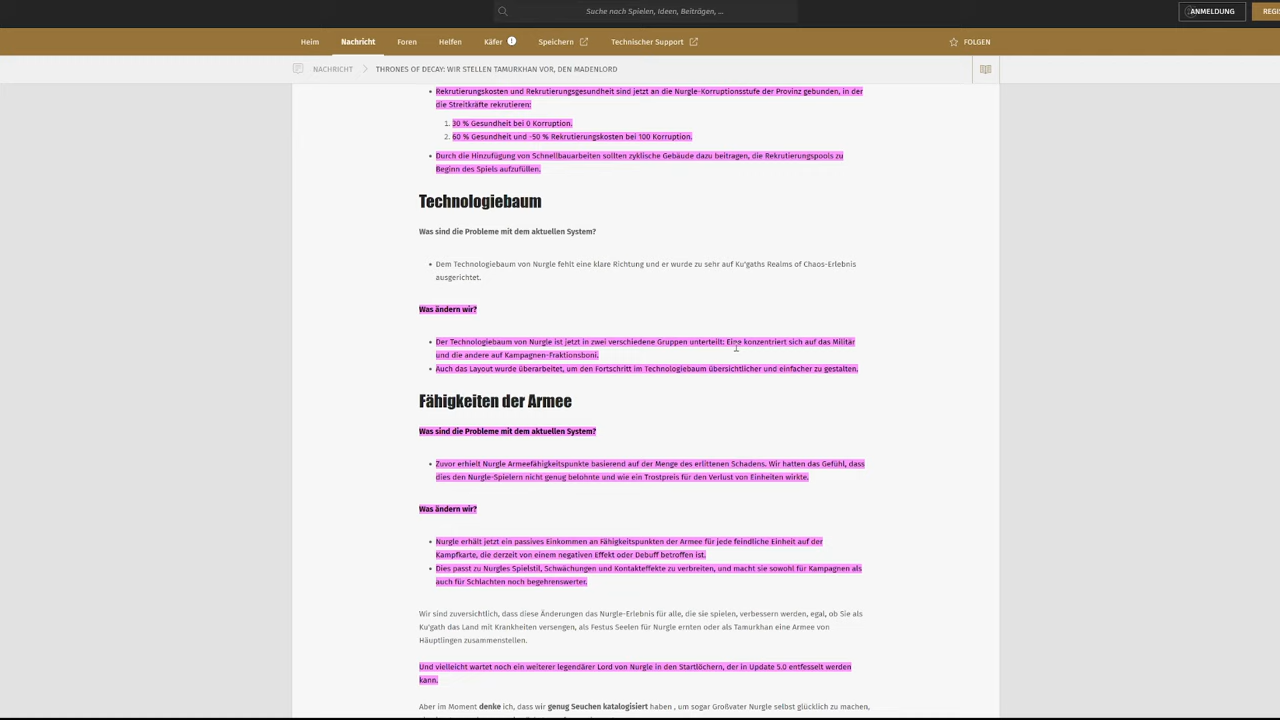 Suche nach Spielen, Ideen, Beiträgen, ...
ANMELDUNG
REGI
Heim Nachricht Foren Helfen Käfer Speichern Technischer Support FOLGEN
NACHRICHT THRONES OF DECAY: WIR STELLEN TAMURKHAN VOR, DEN MADENLORD
• Rekrutierungskosten und Rekrutierungsgesundheit sind jetzt an die Nurgle-Korruptionsstufe der Provinz gebunden, in der
die Streitkräfte rekrutieren:
1. 30 % Gesundheit bei 0 Korruption.
2. 60 % Gesundheit und -50 % Rekrutierungskosten bei 100 Korruption.
• Durch die Hinzufügung von Schnellbauarbeiten sollten zyklische Gebäude dazu beitragen, die Rekrutierungspools zu
Beginn des Spiels aufzufüllen.
Technologiebaum
Was sind die Probleme mit dem aktuellen System?
• Dem Technologiebaum von Nurgle fehlt eine klare Richtung und er wurde zu sehr auf Ku'gaths Realms of Chaos-Erlebnis
ausgerichtet.
Was ändern wir?
• Der Technologiebaum von Nurgle ist jetzt in zwei verschiedene Gruppen unterteilt: Eine konzentriert sich auf das Militär
und die andere auf Kampagnen-Fraktionsboni.
• Auch das Layout wurde überarbeitet, um den Fortschritt im Technologiebaum übersichtlicher und einfacher zu gestalten.
Fähigkeiten der Armee
Was sind die Probleme mit dem aktuellen System?
• Zuvor erhielt Nurgle Armeefähigkeitspunkte basierend auf der Menge des erlittenen Schadens. Wir hatten das Gefühl, dass
dies den Nurgle-Spielern nicht genug belohnte und wie ein Trostpreis für den Verlust von Einheiten wirkte.
Was ändern wir?
• Nurgle erhält jetzt ein passives Einkommen an Fähigkeitspunkten der Armee für jede feindliche Einheit auf der
Kampfkarte, die derzeit von einem negativen Effekt oder Debuff betroffen ist.
• Dies passt zu Nurgles Spielstil, Schwächungen und Kontakteffekte zu verbreiten, und macht sie sowohl für Kampagnen als
auch für Schlachten noch begehrenswerter.
Wir sind zuversichtlich, dass diese Änderungen das Nurgle-Erlebnis für alle, die sie spielen, verbessern werden, egal, ob Sie als
Ku'gath das Land mit Krankheiten versengen, als Festus Seelen für Nurgle ernten oder als Tamurkhan eine Armee von
Häuptlingen zusammenstellen.
Und vielleicht wartet noch ein weiterer legendärer Lord von Nurgle in den Startlöchern, der in Update 5.0 entfesselt werden
kann.
Aber im Moment denke ich, dass wir genug Seuchen katalogisiert haben , um sogar Großvater Nurgle selbst glücklich zu machen,